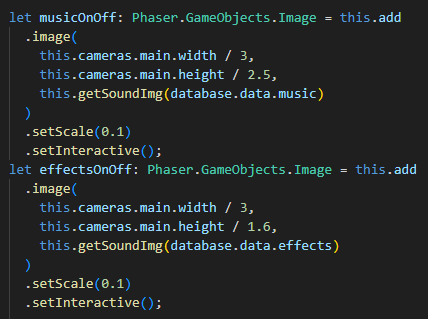 let musicOnOff: Phaser.GameObjects.Image = this.add
  .image(
    this.cameras.main.width / 3,
    this.cameras.main.height / 2.5,
    this.getSoundImg(database.data.music)
  )
  .setScale(0.1)
  .setInteractive();
let effectsOnOff: Phaser.GameObjects.Image = this.add
  .image(
    this.cameras.main.width / 3,
    this.cameras.main.height / 1.6,
    this.getSoundImg(database.data.effects)
  )
  .setScale(0.1)
  .setInteractive();